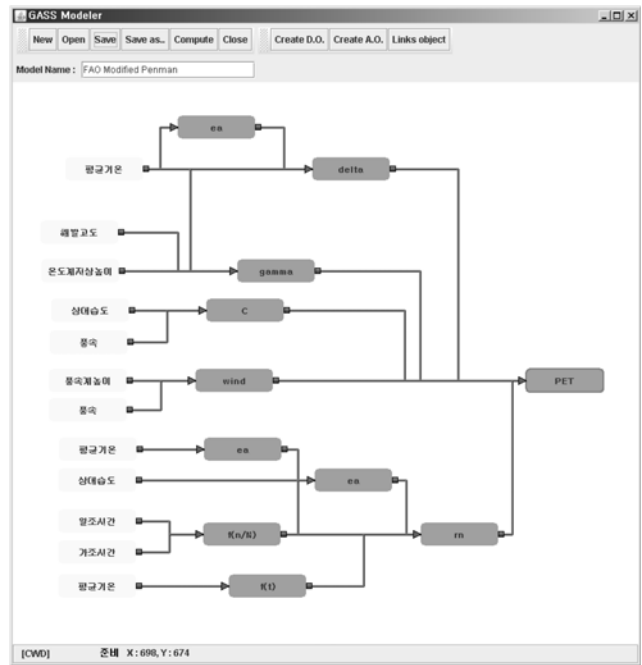 GASS Modeler
New Open Save Save as.. Compute Close Create D.O. Create A.O. Links object
Model Name : FAO Modified Penman
ea
평균기온
delta
해발고도
온도계지상높이
gamma
상대습도
C
풍속
풍속계높이
wind
PET
풍속
평균기온
ea
상대습도
ea
일조시간
f(n/N)
rn
가조시간
평균기온
f(t)
[CWD] 준비 X : 698, Y : 674